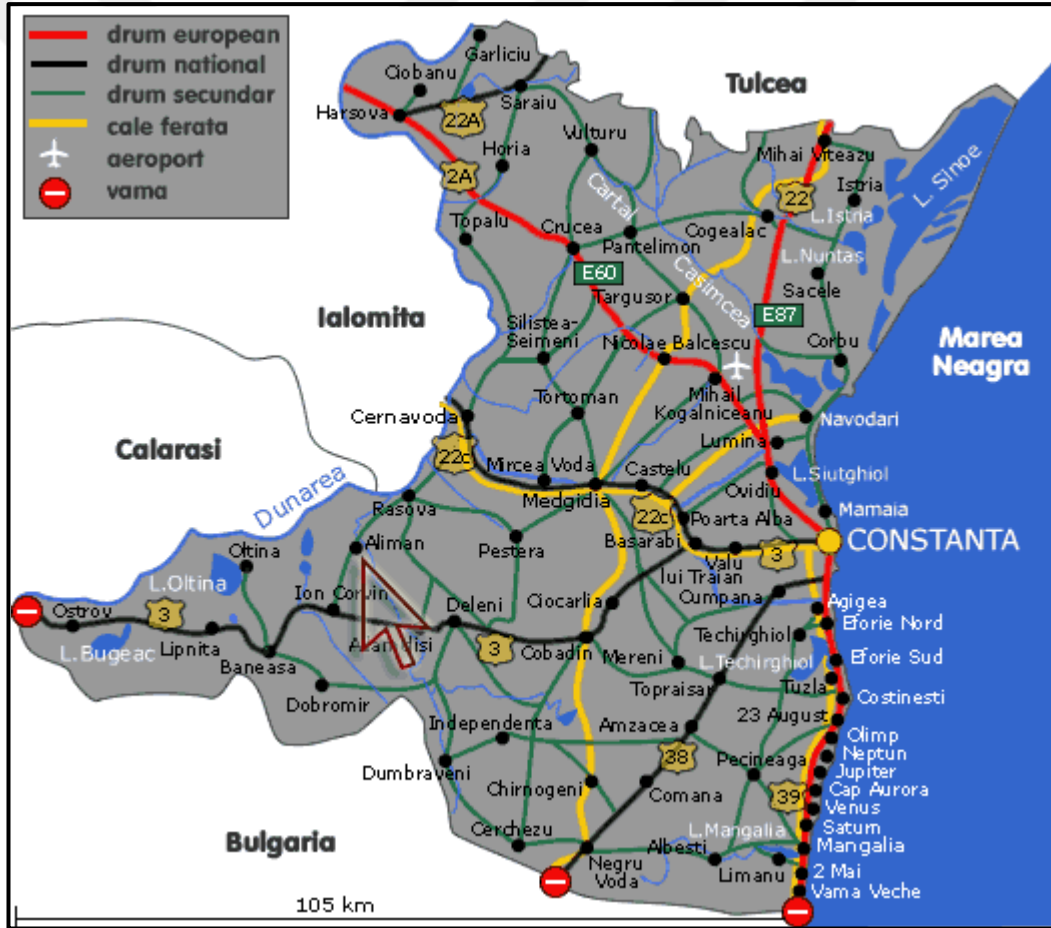 drum european
drum national
drum secundar
cale ferata
aeroport
vama
Garliciu
Ciobanu
Saraiu
Harsova
22A
Tulcea
Vulturu
Horia
Mihai Viteazu
2A
22
Istria
L. Sinoe
Cartal
Topalu
L.Istria
Crucea
Pantelimon
Cogealac
E60
L.Nuntas
Casimcea
Targusor
Sacele
Ialomita
E87
Silistea-
Seimeni
Nicolae Balcescu
Corbu
Marea
Neagra
Mihail
Kogalniceanu
Tortoman
Cernavoda
Navodari
Lumina
Calarasi
22c
Mircea Voda
Castelu
L.Siutghiol
Medgidia
Ovidiu
Dunarea
Rasova
22c
Poarta Alba
Mamaia
CONSTANTA
Basarabi
Oltina
Aliman
Pestera
Valu
lui Traian
3
L.Oltina
Ion Corvin
Ciocarlia
Cumpana
Agigea
Ostrov
3
Deleni
Eforie Nord
Lipnita
3
Techirghiol
L.Bugeac
Baneasa
Cobadin
Mereni
L.Techirghiol
Eforie Sud
Topraisar
Tuzla
Costinesti
Dobromir
23 August
Independenta
Amzacea
Olimp
Neptun
38
Pecineaga
Jupiter
Dumbraveni
Chirnogeni
Comana
39
Cap Aurora
Venus
Saturn
Cerchezu
L.Mangalia
Bulgaria
Albesti
Mangalia
Negru
Voda
Limanu
2 Mai
Vama Veche
105 km